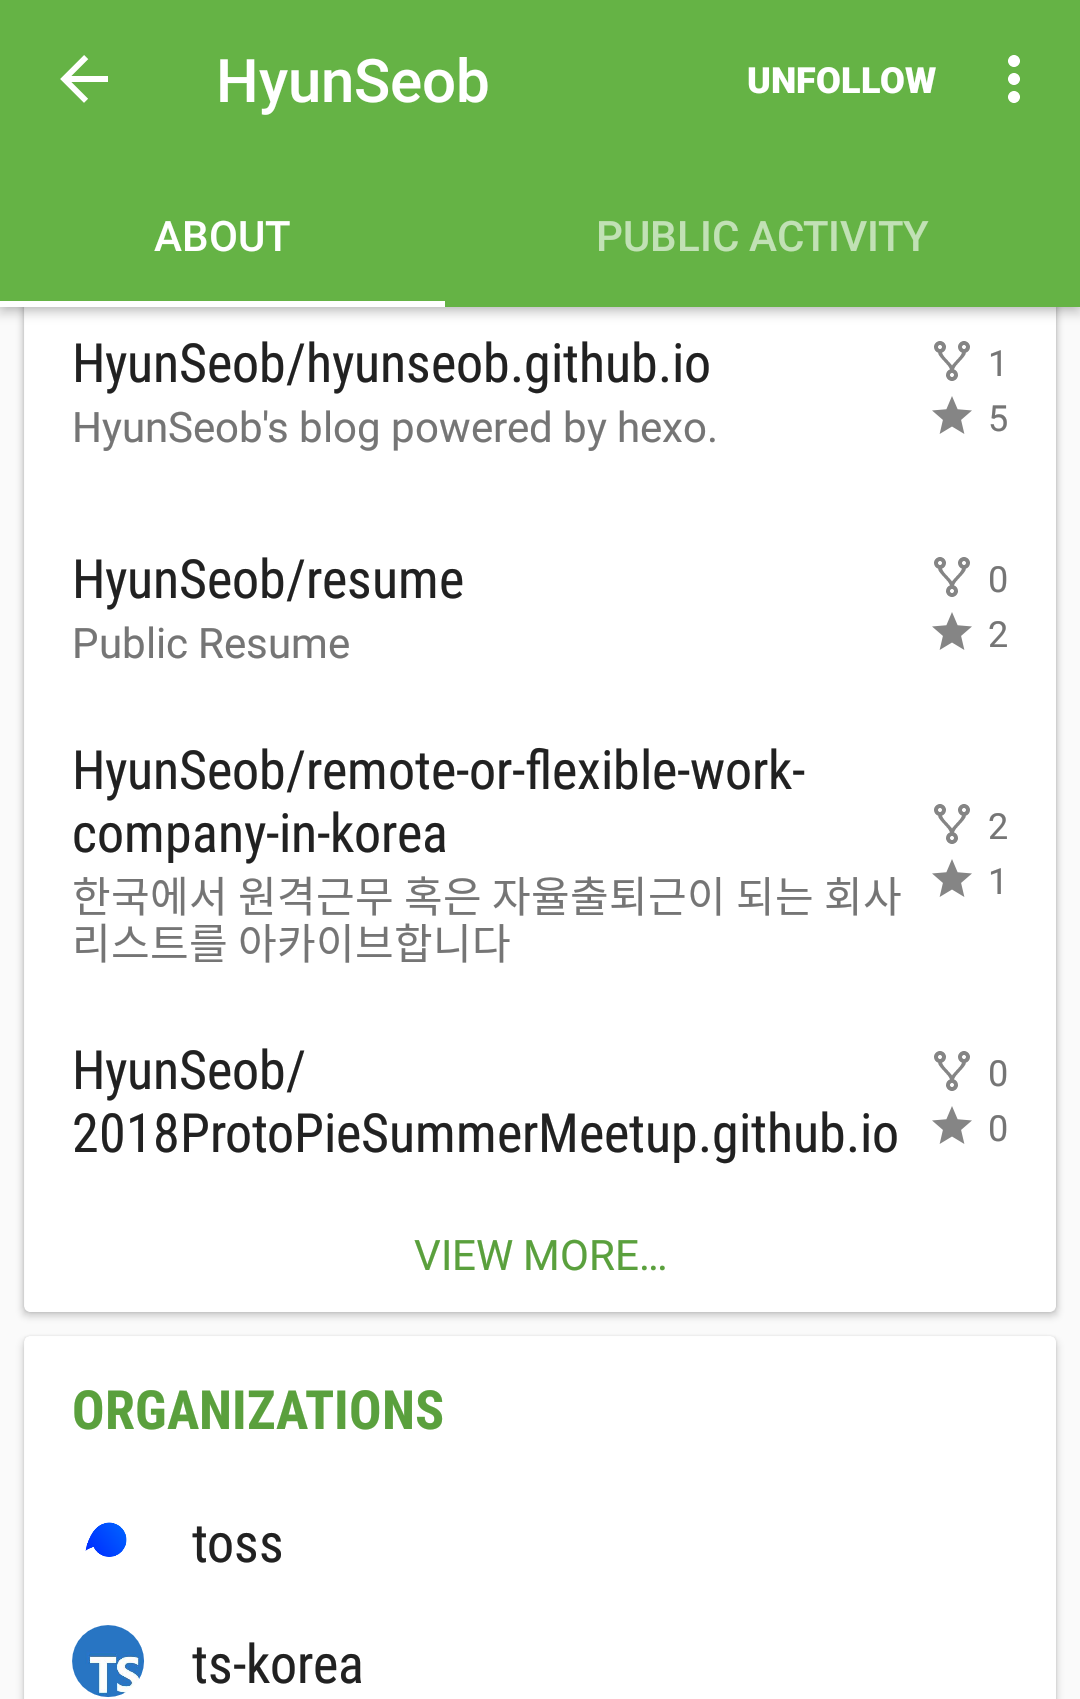 HyunSeob
UNFOLLOW
ABOUT
PUBLIC ACTIVITY
HyunSeob/hyunseob.github.io
1
HyunSeob's blog powered by hexo.
5
HyunSeob/resume
0
Public Resume
2
HyunSeob/remote-or-flexible-work-
company-in-korea
2
한국에서 원격근무 혹은 자율출퇴근이 되는 회사
1
리스트를 아카이브합니다
HyunSeob/
0
2018ProtoPieSummerMeetup.github.io
0
VIEW MORE...
ORGANIZATIONS
toss
TS
ts-korea